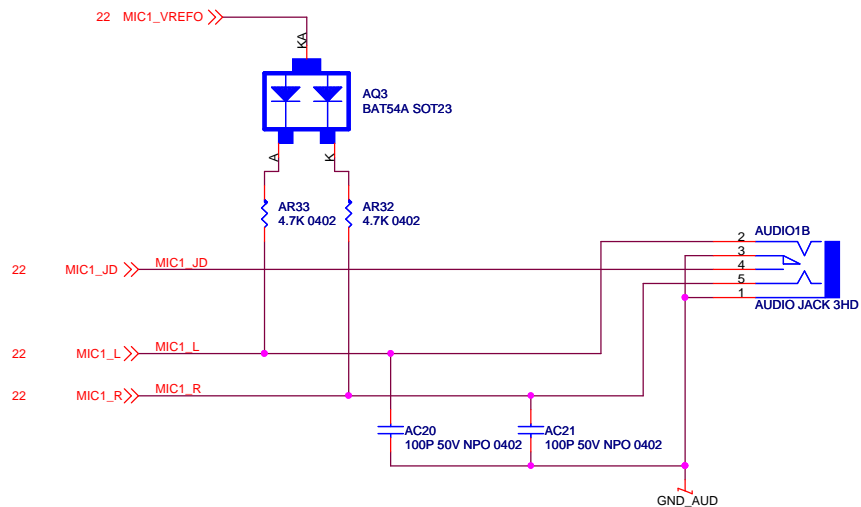 22 MIC1_VREFO
KA
AQ3
BAT54A SOT23
A
K
AR33
4.7K 0402
AR32
4.7K 0402
AUDIO1B
2
3
4
5
1
AUDIO JACK 3HD
22 MIC1_JD MIC1_JD
22 MIC1_L MIC1_L
22 MIC1_R MIC1_R
AC20
100P 50V NPO 0402
AC21
100P 50V NPO 0402
GND_AUD